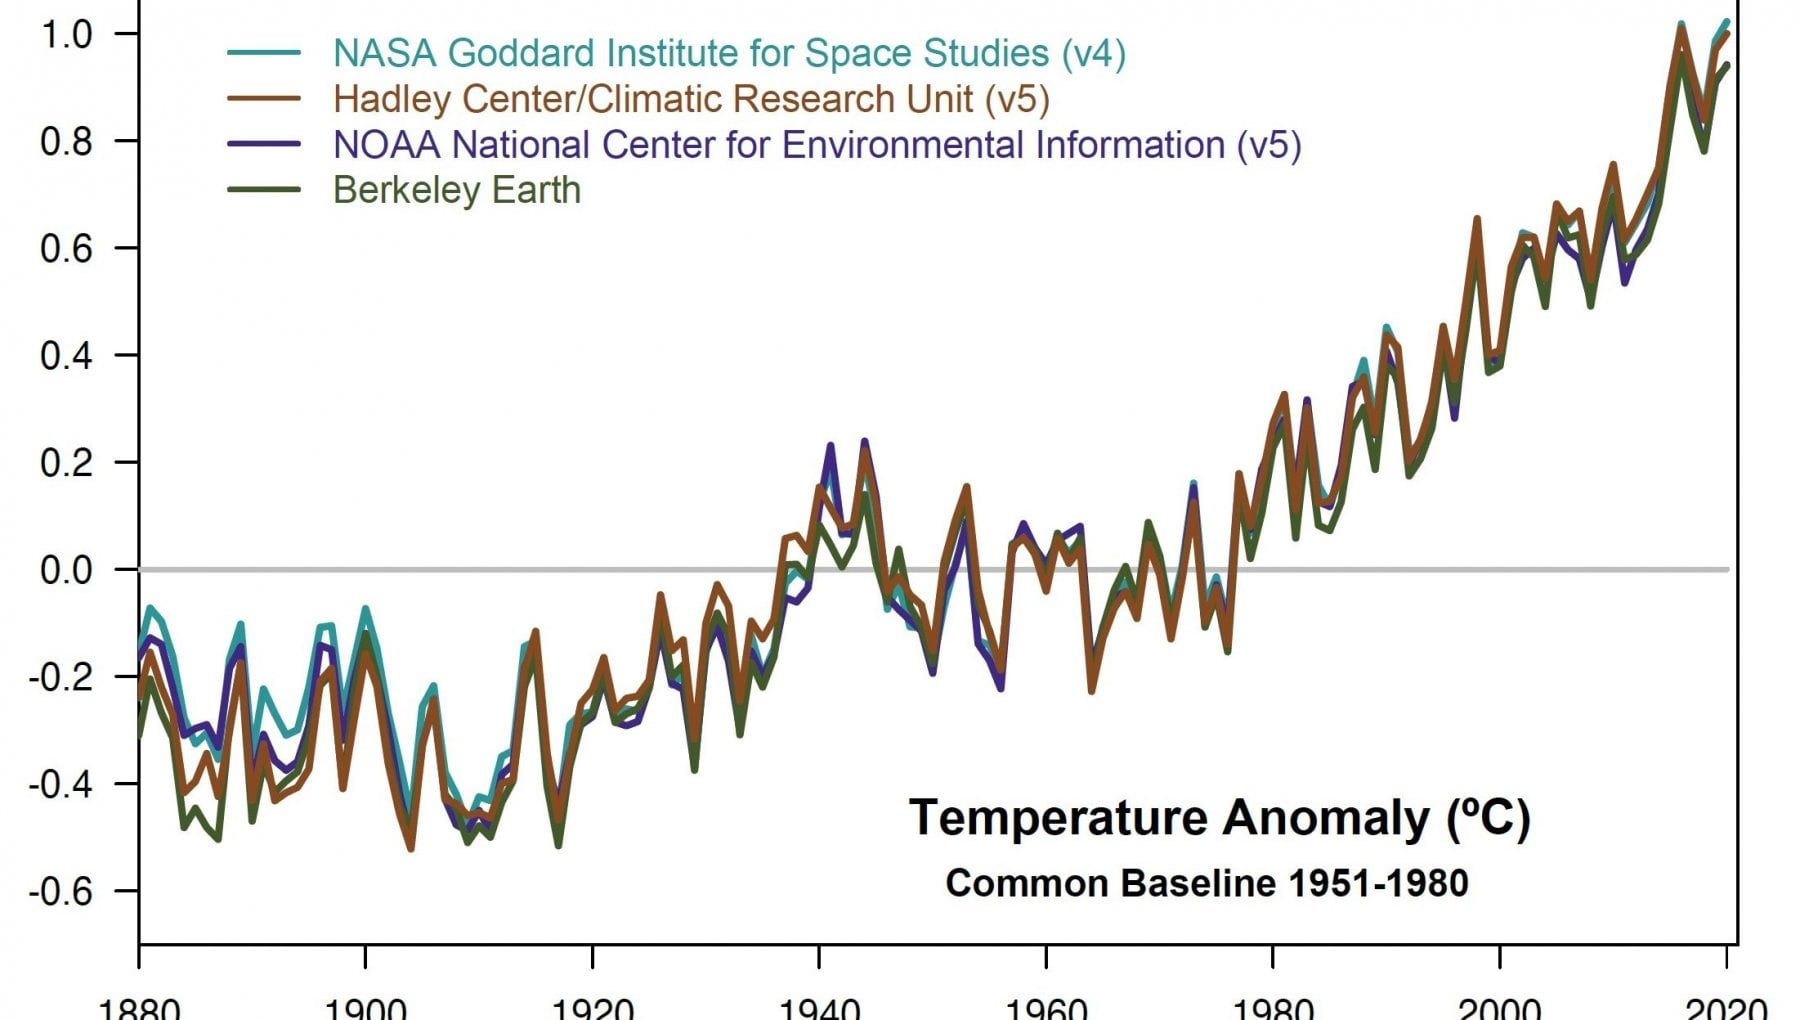 1.0
NASA Goddard Institute for Space Studies (v4)
Hadley Center/Climatic Research Unit (v5)
0.8
NOAA National Center for Environmental Information (v5)
Berkeley Earth
0.6
0.4
0.2
0.0
-0.2
-0.4
Temperature Anomaly (ºC)
Common Baseline 1951-1980
-0.6
1880 1900 1920 1940 1960 1980 2000 2020